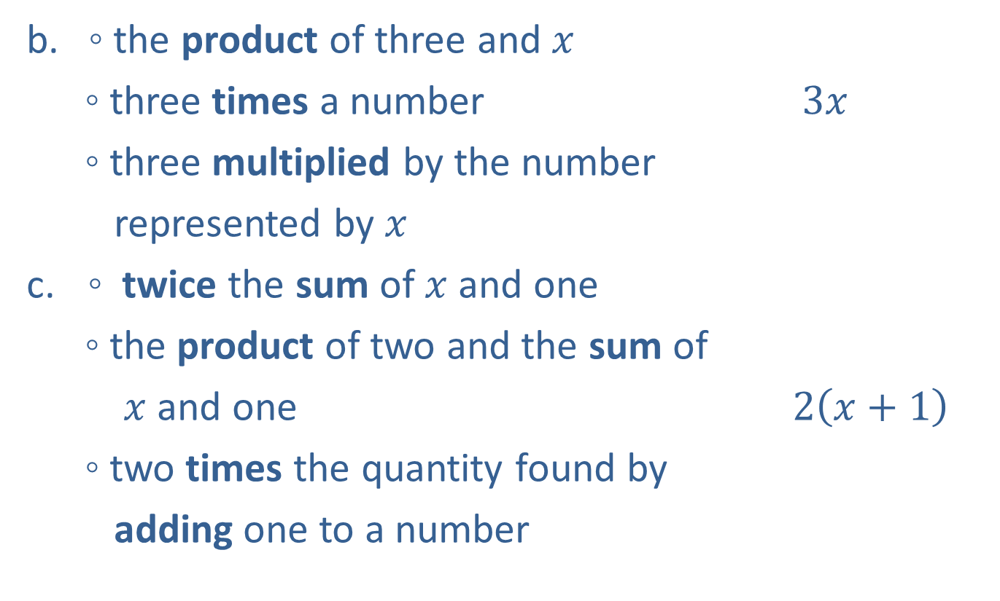 b. ◦ the product of three and x
◦ three times a number 3x
◦ three multiplied by the number
represented by x
c. ◦ twice the sum of x and one
◦ the product of two and the sum of
x and one 2(x + 1)
◦ two times the quantity found by
adding one to a number